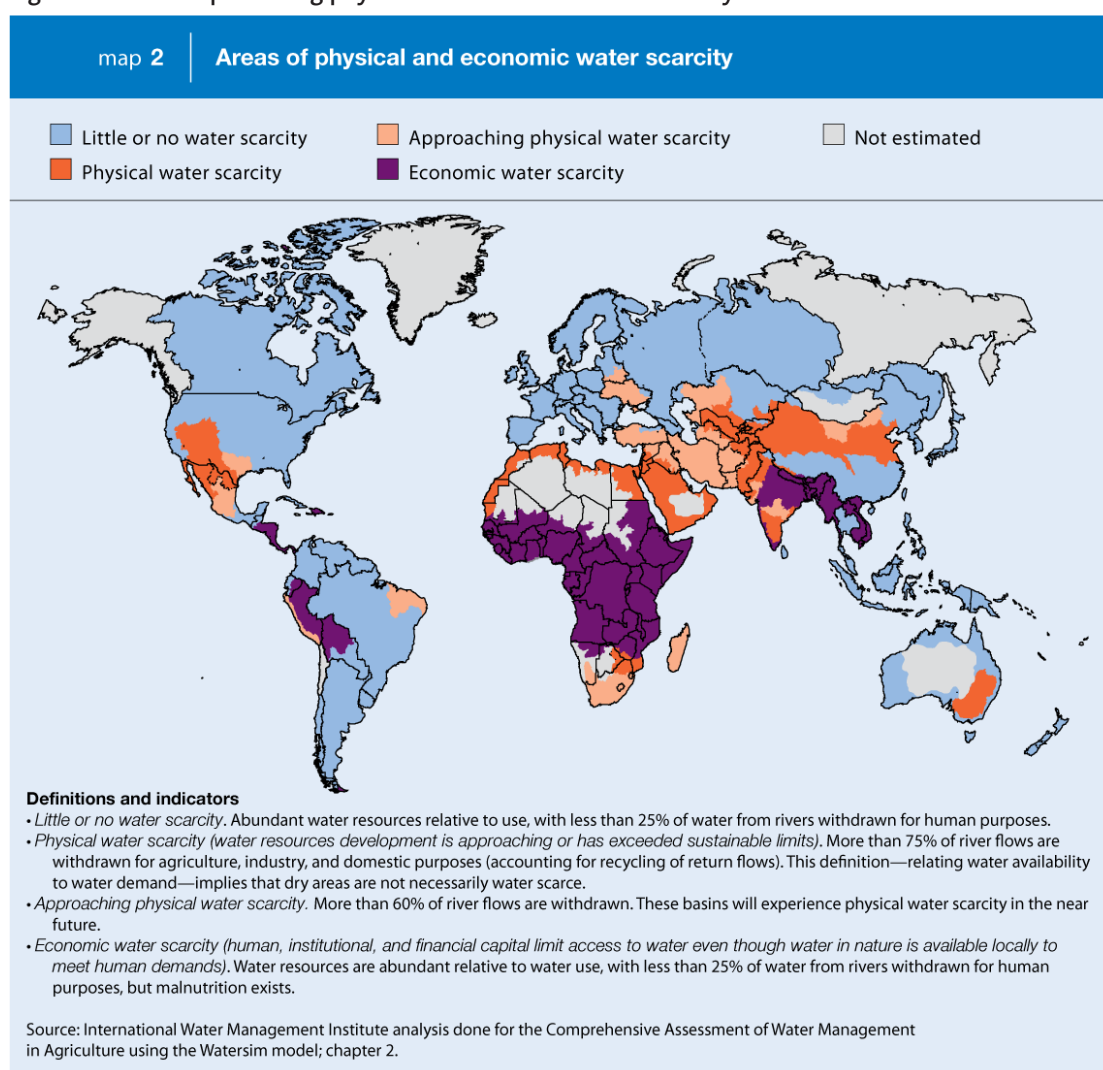 map 2 Areas of physical and economic water scarcity
Little or no water scarcity
Approaching physical water scarcity
Not estimated
Physical water scarcity
Economic water scarcity
Definitions and indicators
• Little or no water scarcity. Abundant water resources relative to use, with less than 25% of water from rivers withdrawn for human purposes.
• Physical water scarcity (water resources development is approaching or has exceeded sustainable limits). More than 75% of river flows are
withdrawn for agriculture, industry, and domestic purposes (accounting for recycling of return flows). This definition—relating water availability
to water demand—implies that dry areas are not necessarily water scarce.
• Approaching physical water scarcity. More than 60% of river flows are withdrawn. These basins will experience physical water scarcity in the near
future.
• Economic water scarcity (human, institutional, and financial capital limit access to water even though water in nature is available locally to
meet human demands). Water resources are abundant relative to water use, with less than 25% of water from rivers withdrawn for human
purposes, but malnutrition exists.
Source: International Water Management Institute analysis done for the Comprehensive Assessment of Water Management
in Agriculture using the Watersim model; chapter 2.